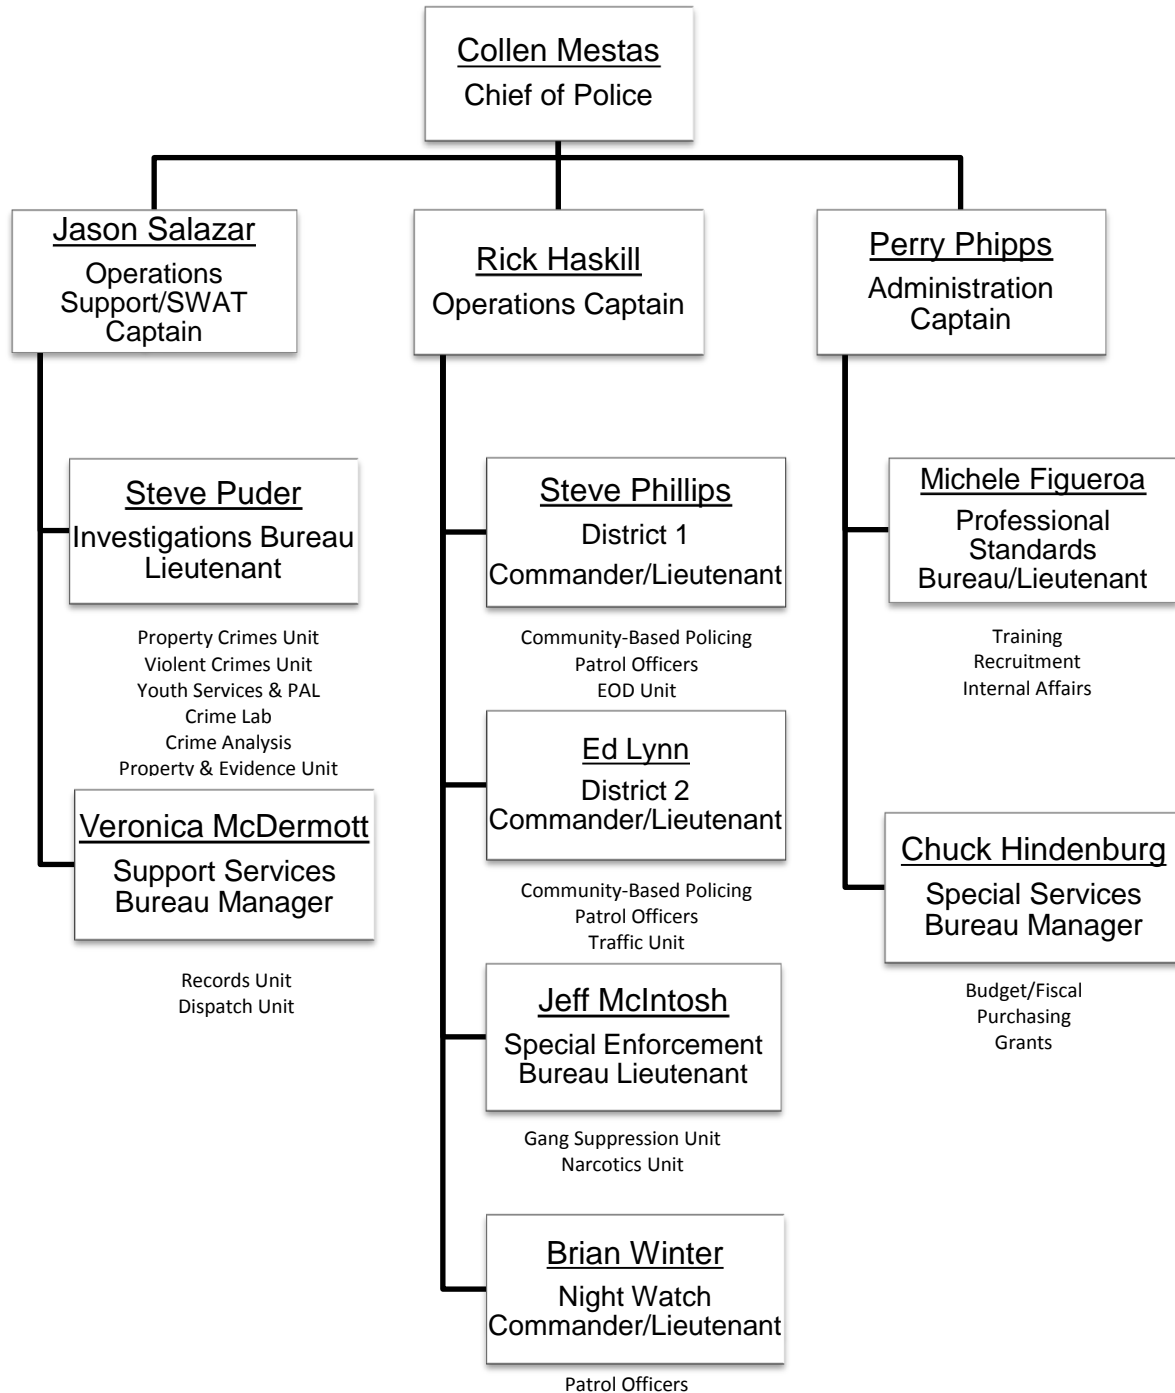 Collen Mestas
Chief of Police
Jason Salazar
Operations
Support/SWAT
Captain
Steve Puder
Investigations Bureau
Lieutenant
Property Crimes Unit
Violent Crimes Unit
Youth Services & PAL
Crime Lab
Crime Analysis
Property & Evidence Unit
Veronica McDermott
Support Services
Bureau Manager
Records Unit
Dispatch Unit
Rick Haskill
Operations Captain
Steve Phillips
District 1
Commander/Lieutenant
Community-Based Policing
Patrol Officers
EOD Unit
Ed Lynn
District 2
Commander/Lieutenant
Community-Based Policing
Patrol Officers
Traffic Unit
Jeff McIntosh
Special Enforcement
Bureau Lieutenant
Gang Suppression Unit
Narcotics Unit
Brian Winter
Night Watch
Commander/Lieutenant
Patrol Officers
Perry Phipps
Administration
Captain
Michele Figueroa
Professional
Standards
Bureau/Lieutenant
Training
Recruitment
Internal Affairs
Chuck Hindenburg
Special Services
Bureau Manager
Budget/Fiscal
Purchasing
Grants